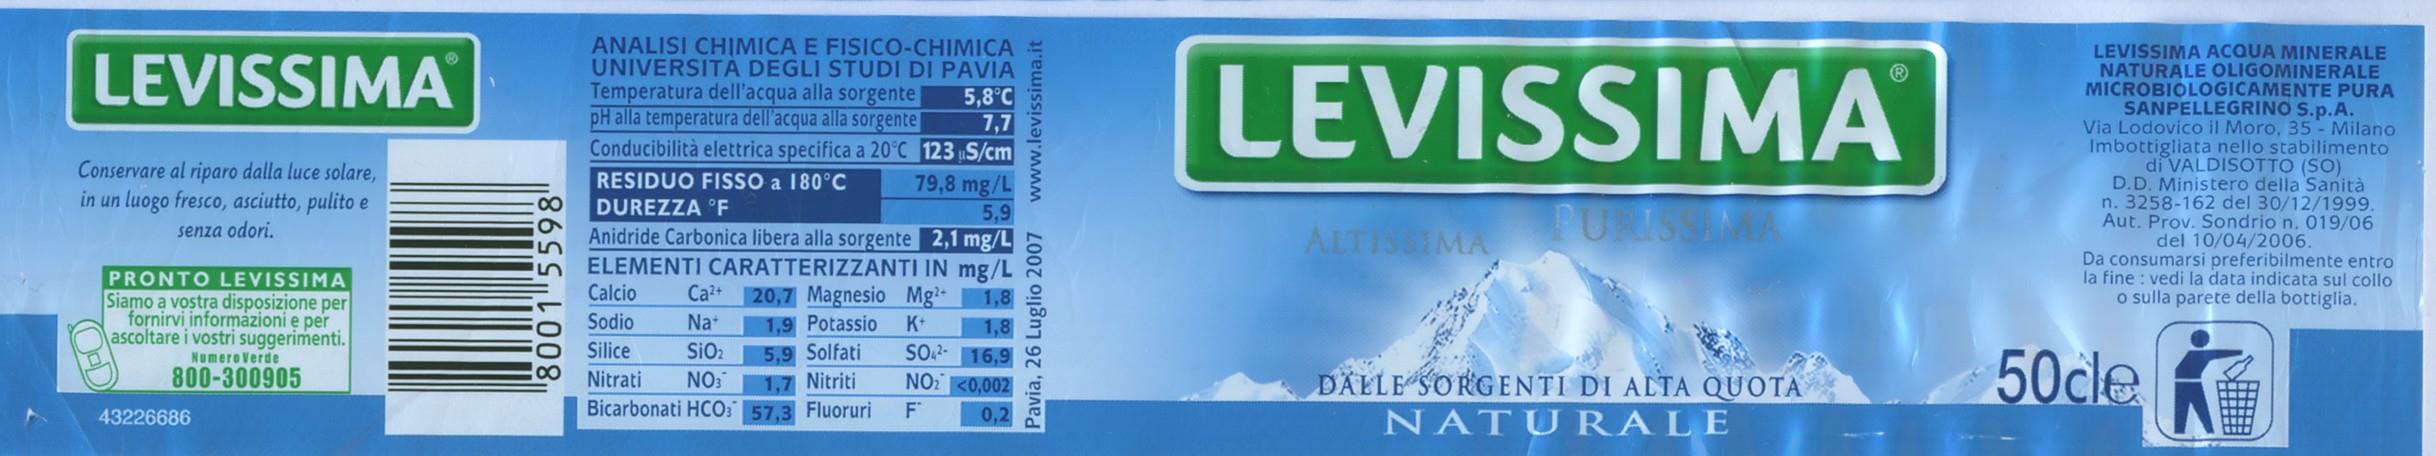 LEVISSIMA®
Conservare al riparo dalla luce solare,
in un luogo fresco, asciutto, pulito e
senza odori.
PRONTO LEVISSIMA
Siamo a vostra disposizione per
fornirvi informazioni e per
ascoltare i vostri suggerimenti.
Numero Verde
800-300905
43226686
80015598
ANALISI CHIMICA E FISICO-CHIMICA
UNIVERSITA DEGLI STUDI DI PAVIA
Temperatura dell'acqua alla sorgente 5,8°C
pH alla temperatura dell'acqua alla sorgente 7,7
Conducibilità elettrica specifica a 20°C 123 µS/cm
RESIDUO FISSO a 180°C 79,8 mg/L
DUREZZA °F 5,9
Anidride Carbonica libera alla sorgente 2,1 mg/L
ELEMENTI CARATTERIZZANTI IN mg/L
Calcio Ca²⁺ 20,7 Magnesio Mg²⁺ 1,8
Sodio Na⁺ 1,9 Potassio K⁺ 1,8
Silice SiO₂ 5,9 Solfati SO₄²⁻ 16,9
Nitrati NO₃⁻ 1,7 Nitriti NO₂⁻ <0,002
Bicarbonati HCO₃⁻ 57,3 Fluoruri F⁻ 0,2
Pavia, 26 Luglio 2007 www.levissima.it
LEVISSIMA®
ALTISSIMA PURISSIMA
DALLE SORGENTI DI ALTA QUOTA
NATURALE
LEVISSIMA ACQUA MINERALE
NATURALE OLIGOMINERALE
MICROBIOLOGICAMENTE PURA
SANPELLEGRINO S.p.A.
Via Lodovico il Moro, 35 - Milano
Imbottigliata nello stabilimento
di VALDISOTTO (SO)
D.D. Ministero della Sanità
n. 3258-162 del 30/12/1999.
Aut. Prov. Sondrio n. 019/06
del 10/04/2006.
Da consumarsi preferibilmente entro
la fine : vedi la data indicata sul collo
o sulla parete della bottiglia.
50cle